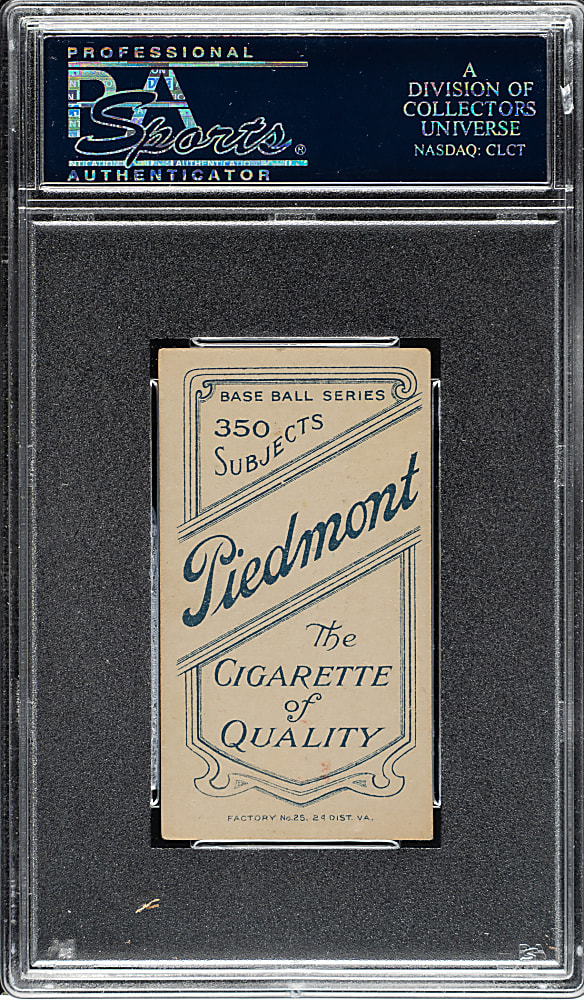 PROFESSIONAL
PSA
Sports®
AUTHENTICATOR
A
DIVISION OF
COLLECTORS
UNIVERSE
NASDAQ: CLCT
BASE BALL SERIES
350
SUBJECTS
Piedmont
The
CIGARETTE
of
QUALITY
FACTORY No. 25, 2d DIST. VA.
PSA